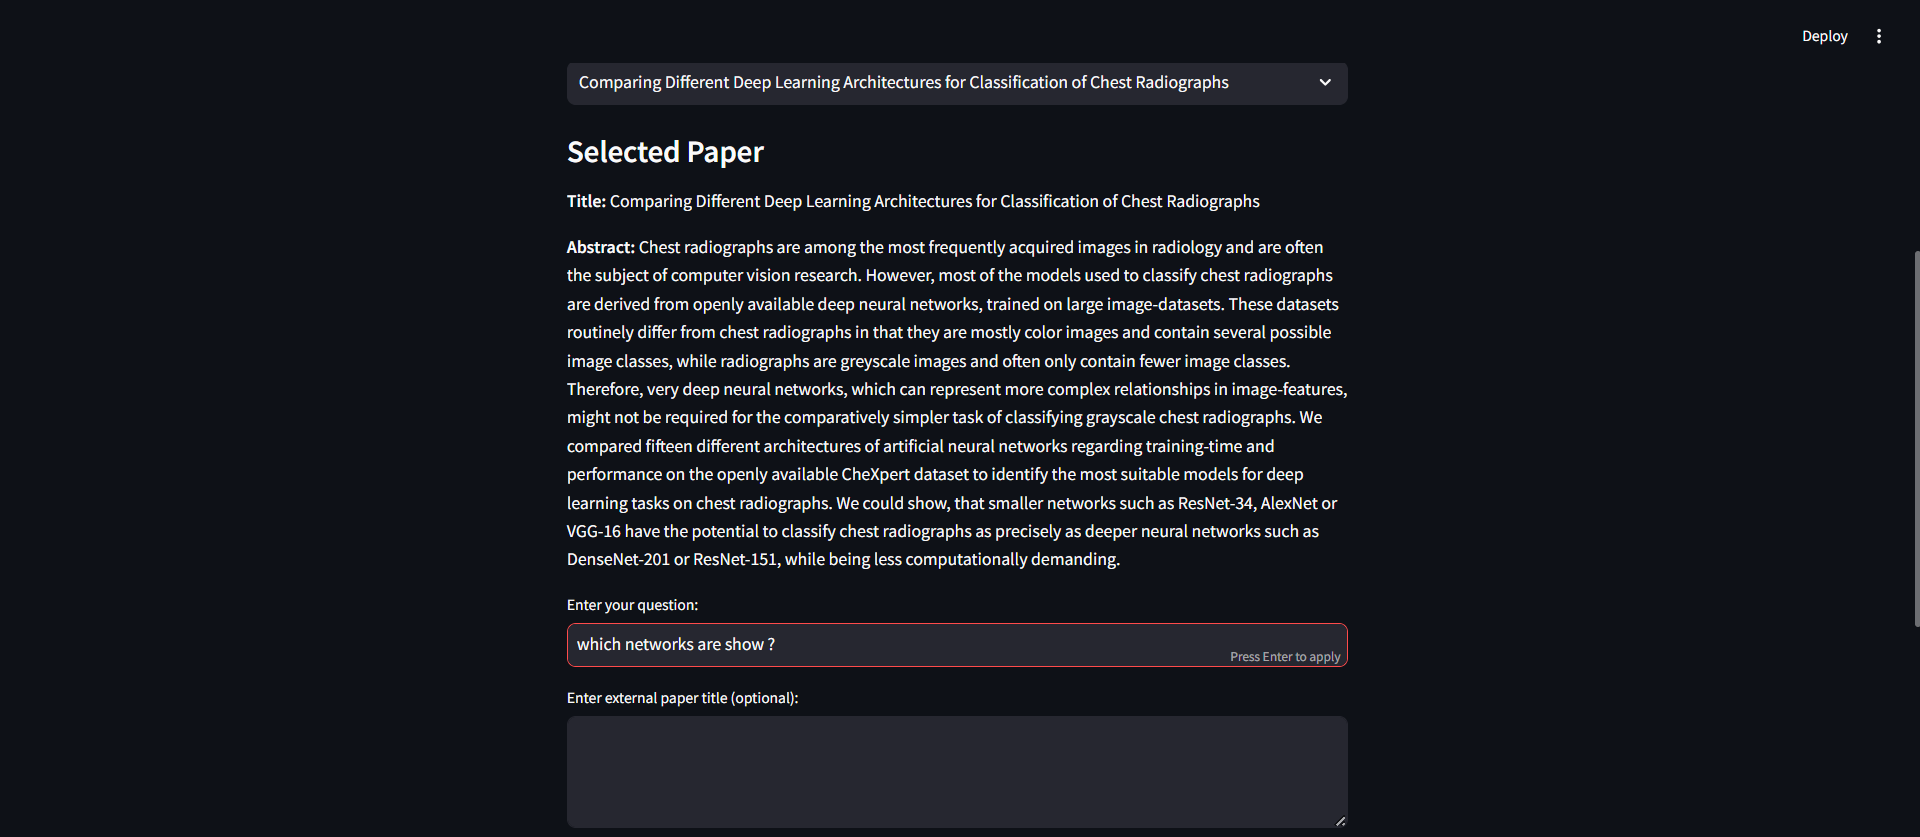 Deploy
Comparing Different Deep Learning Architectures for Classification of Chest Radiographs
Selected Paper
Title: Comparing Different Deep Learning Architectures for Classification of Chest Radiographs
Abstract: Chest radiographs are among the most frequently acquired images in radiology and are often
the subject of computer vision research. However, most of the models used to classify chest radiographs
are derived from openly available deep neural networks, trained on large image-datasets. These datasets
routinely differ from chest radiographs in that they are mostly color images and contain several possible
image classes, while radiographs are greyscale images and often only contain fewer image classes.
Therefore, very deep neural networks, which can represent more complex relationships in image-features,
might not be required for the comparatively simpler task of classifying grayscale chest radiographs. We
compared fifteen different architectures of artificial neural networks regarding training-time and
performance on the openly available CheXpert dataset to identify the most suitable models for deep
learning tasks on chest radiographs. We could show, that smaller networks such as ResNet-34, AlexNet or
VGG-16 have the potential to classify chest radiographs as precisely as deeper neural networks such as
DenseNet-201 or ResNet-151, while being less computationally demanding.
Enter your question:
which networks are show ?
Press Enter to apply
Enter external paper title (optional):